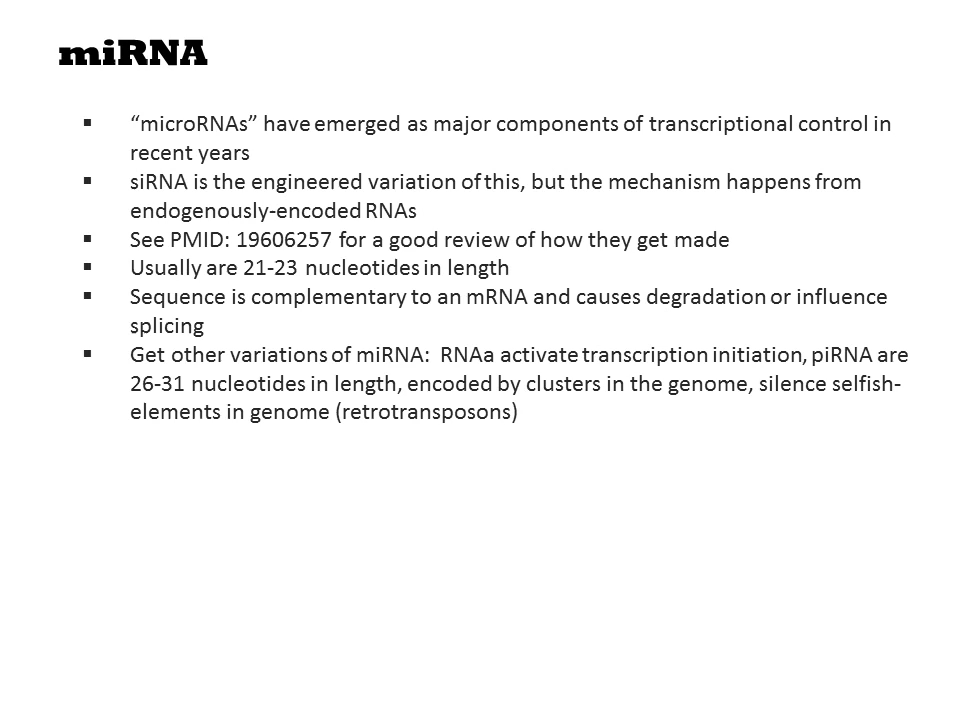 miRNA
▪ “microRNAs” have emerged as major components of transcriptional control in
recent years
▪ siRNA is the engineered variation of this, but the mechanism happens from
endogenously-encoded RNAs
▪ See PMID: 19606257 for a good review of how they get made
▪ Usually are 21-23 nucleotides in length
▪ Sequence is complementary to an mRNA and causes degradation or influence
splicing
▪ Get other variations of miRNA:  RNAa activate transcription initiation, piRNA are
26-31 nucleotides in length, encoded by clusters in the genome, silence selfish-
elements in genome (retrotransposons)